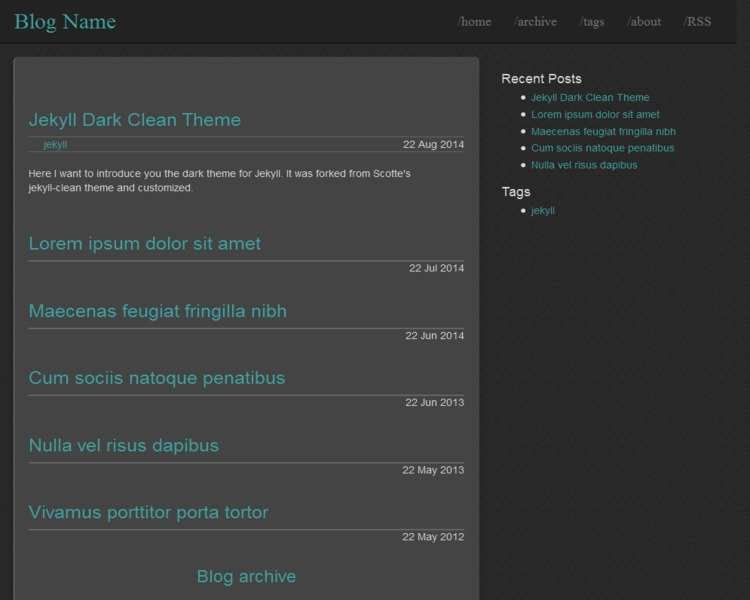 Blog Name
/home /archive /tags /about /RSS
Jekyll Dark Clean Theme
jekyll 22 Aug 2014
Here I want to introduce you the dark theme for Jekyll. It was forked from Scotte's
jekyll-clean theme and customized.
Lorem ipsum dolor sit amet
22 Jul 2014
Maecenas feugiat fringilla nibh
22 Jun 2014
Cum sociis natoque penatibus
22 Jun 2013
Nulla vel risus dapibus
22 May 2013
Vivamus porttitor porta tortor
22 May 2012
Blog archive
Recent Posts
Jekyll Dark Clean Theme
Lorem ipsum dolor sit amet
Maecenas feugiat fringilla nibh
Cum sociis natoque penatibus
Nulla vel risus dapibus
Tags
jekyll